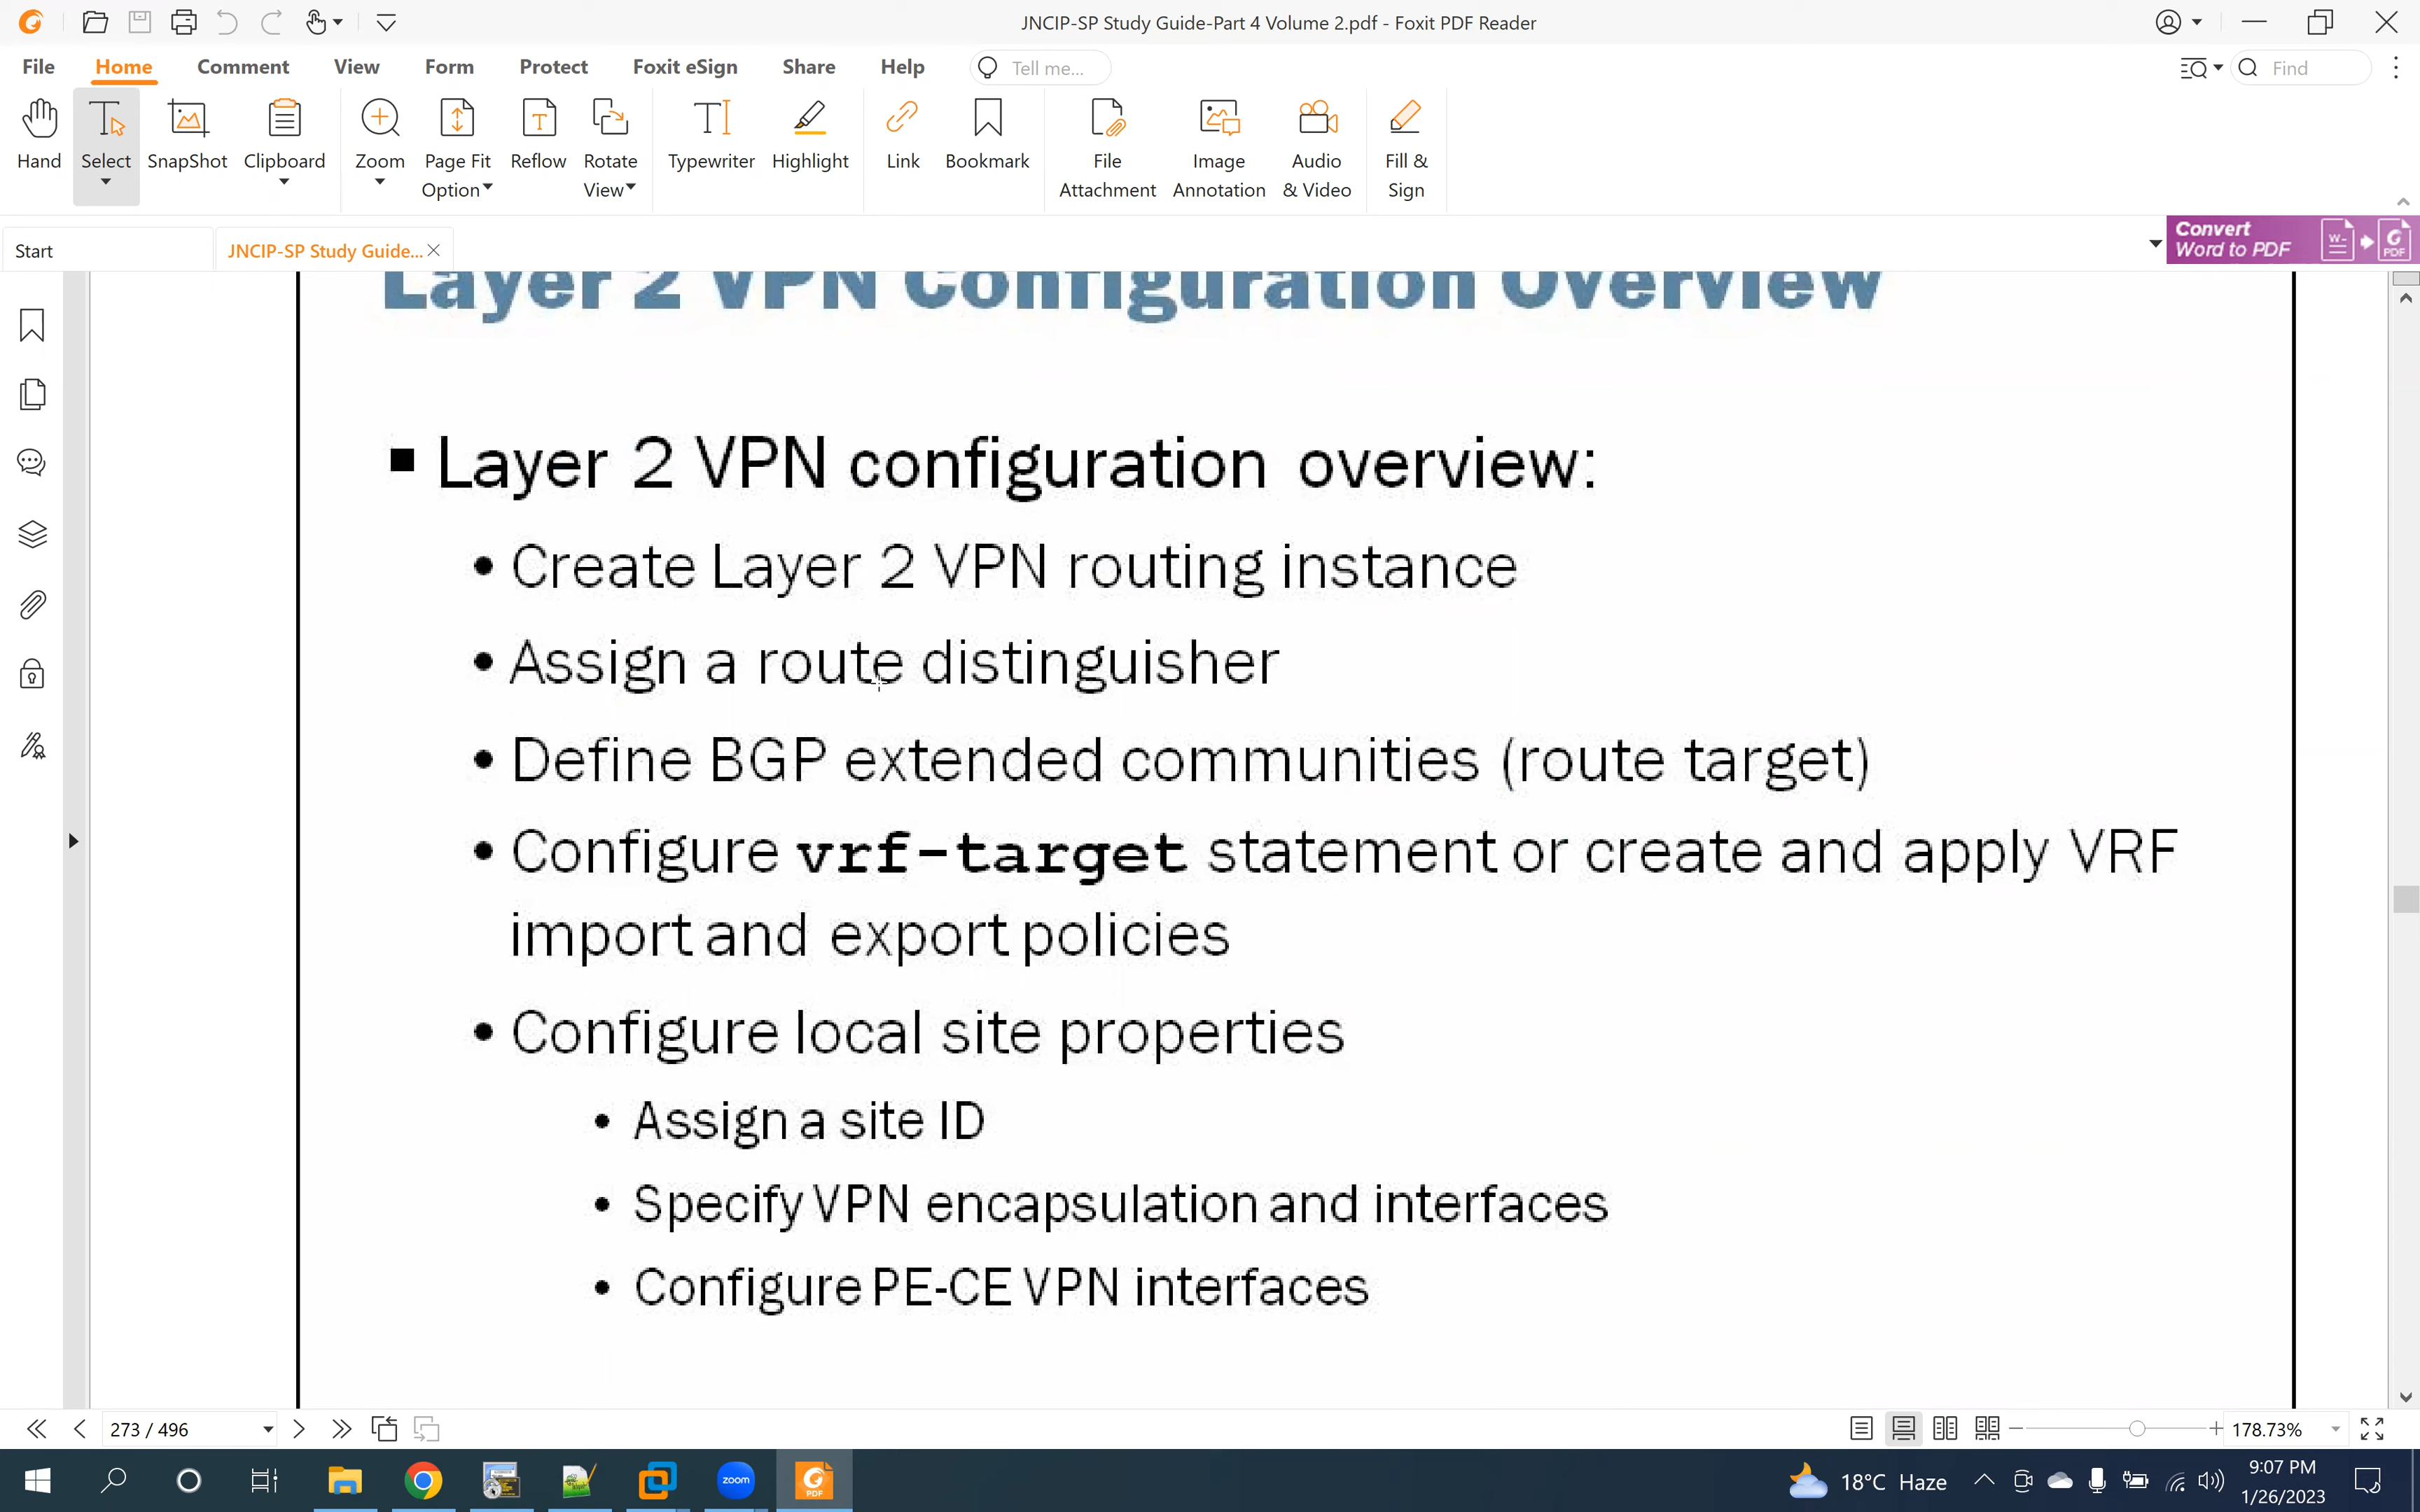 JNCIP-SP Study Guide-Part 4 Volume 2.pdf - Foxit PDF Reader
File Home Comment View Form Protect Foxit eSign Share Help Tell me... Find
Hand Select SnapShot Clipboard Zoom Page Fit Option Reflow Rotate View Typewriter Highlight Link Bookmark File Attachment Image Annotation Audio & Video Fill & Sign
Start JNCIP-SP Study Guide... Convert
Word to PDF
W
PDF
Layer 2 VPN Configuration Overview
■ Layer 2 VPN configuration overview:
• Create Layer 2 VPN routing instance
• Assign a route distinguisher
• Define BGP extended communities (route target)
• Configure vrf-target statement or create and apply VRF
import and export policies
• Configure local site properties
• Assign a site ID
• Specify VPN encapsulation and interfaces
• Configure PE-CE VPN interfaces
273 / 496 178.73%
zoom
PDF
18°C Haze
9:07 PM
1/26/2023